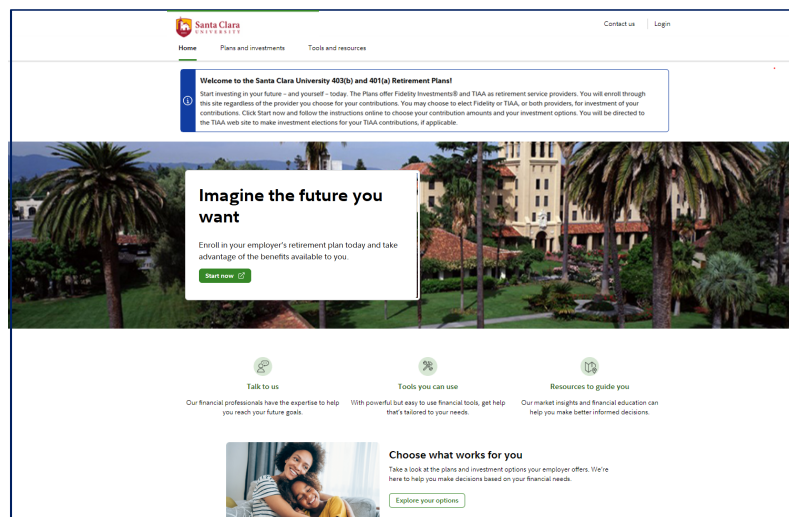 Santa Clara
UNIVERSITY
Contact us
Login
Home
Plans and investments
Tools and resources
Welcome to the Santa Clara University 403(b) and 401(a) Retirement Plans!
Start investing in your future – and yourself – today. The Plans offer Fidelity Investments® and TIAA as retirement service providers. You will enroll through
this site regardless of the provider you choose for your contributions. You may choose to elect Fidelity or TIAA, or both providers, for investment of your
contributions. Click Start now and follow the instructions online to choose your contribution amounts and your investment options. You will be directed to
the TIAA web site to make investment elections for your TIAA contributions, if applicable.
Imagine the future you
want
Enroll in your employer's retirement plan today and take
advantage of the benefits available to you.
Start now
Talk to us
Our financial professionals have the expertise to help
you reach your future goals.
Tools you can use
With powerful but easy to use financial tools, get help
that's tailored to your needs.
Resources to guide you
Our market insights and financial education can
help you make better informed decisions.
Choose what works for you
Take a look at the plans and investment options your employer offers. We're
here to help you make decisions based on your financial needs.
Explore your options